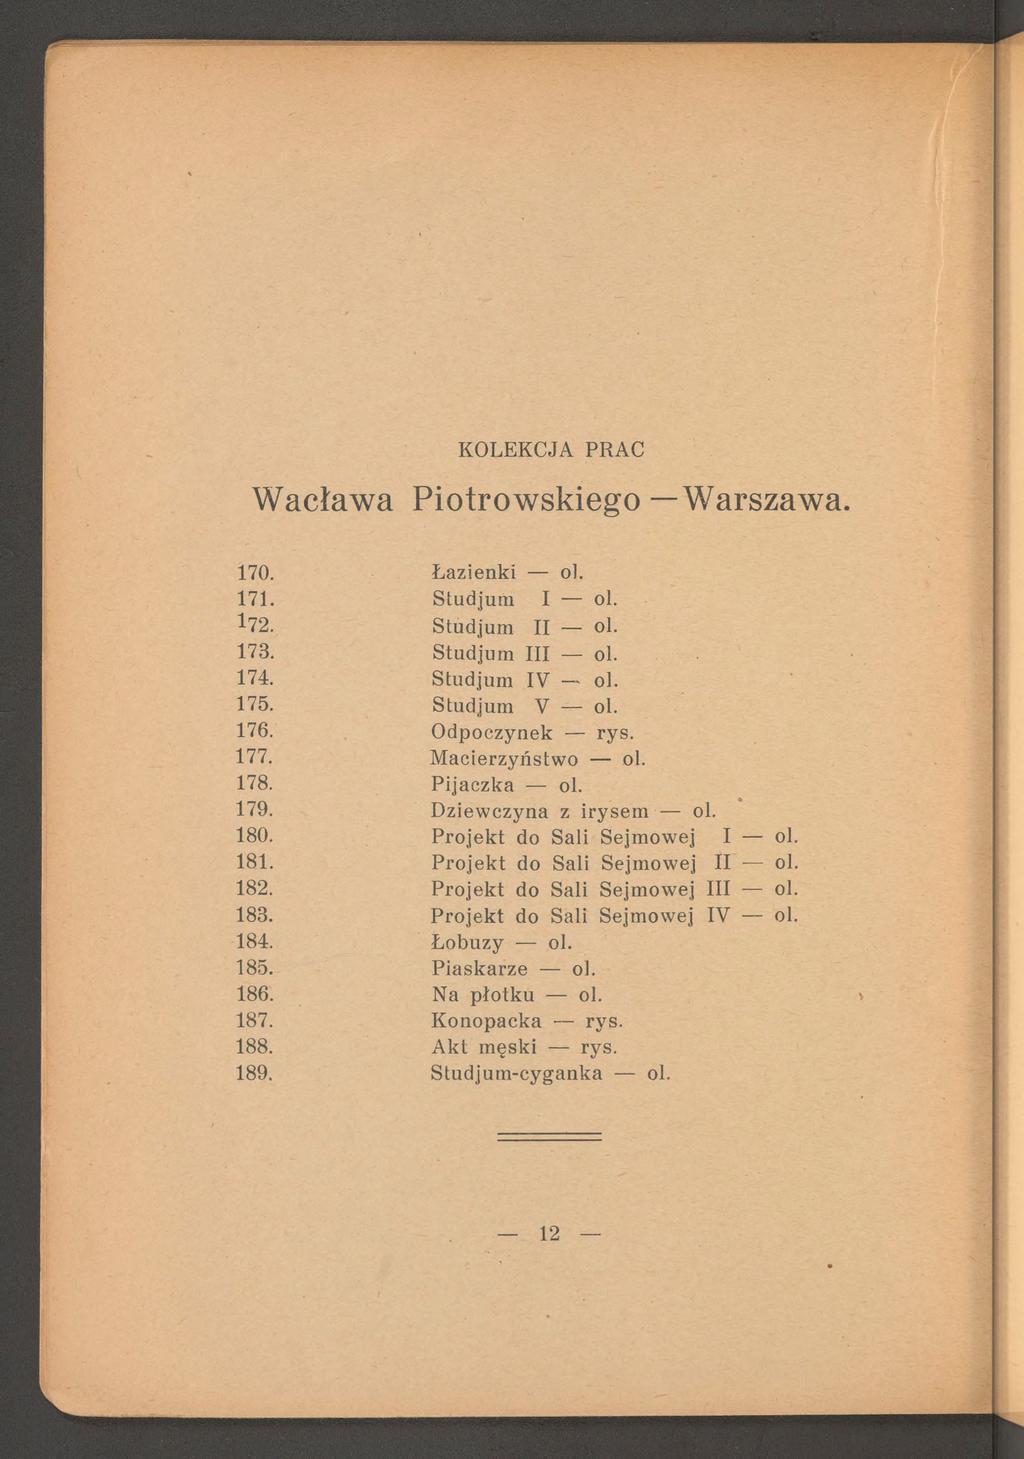 KOLEKCJA PRAC
Wacława Piotrowskiego — Warszawa.
170. Łazienki — ol.
171. Studjum I — ol.
172. Studjum II — ol.
173. Studjum III — ol.
174. Studjum IV — ol.
175. Studjum V — ol.
176. Odpoczynek — rys.
177. Macierzyństwo — ol.
178. Pijaczka — ol.
179. Dziewczyna z irysem — ol.
180. Projekt do Sali Sejmowej I — ol.
181. Projekt do Sali Sejmowej II — ol.
182. Projekt do Sali Sejmowej III — ol.
183. Projekt do Sali Sejmowej IV — ol.
184. Łobuzy — ol.
185. Piaskarze — ol.
186. Na płotku — ol.
187. Konopacka — rys.
188. Akt męski — rys.
189. Studjum-cyganka — ol.
— 12 —